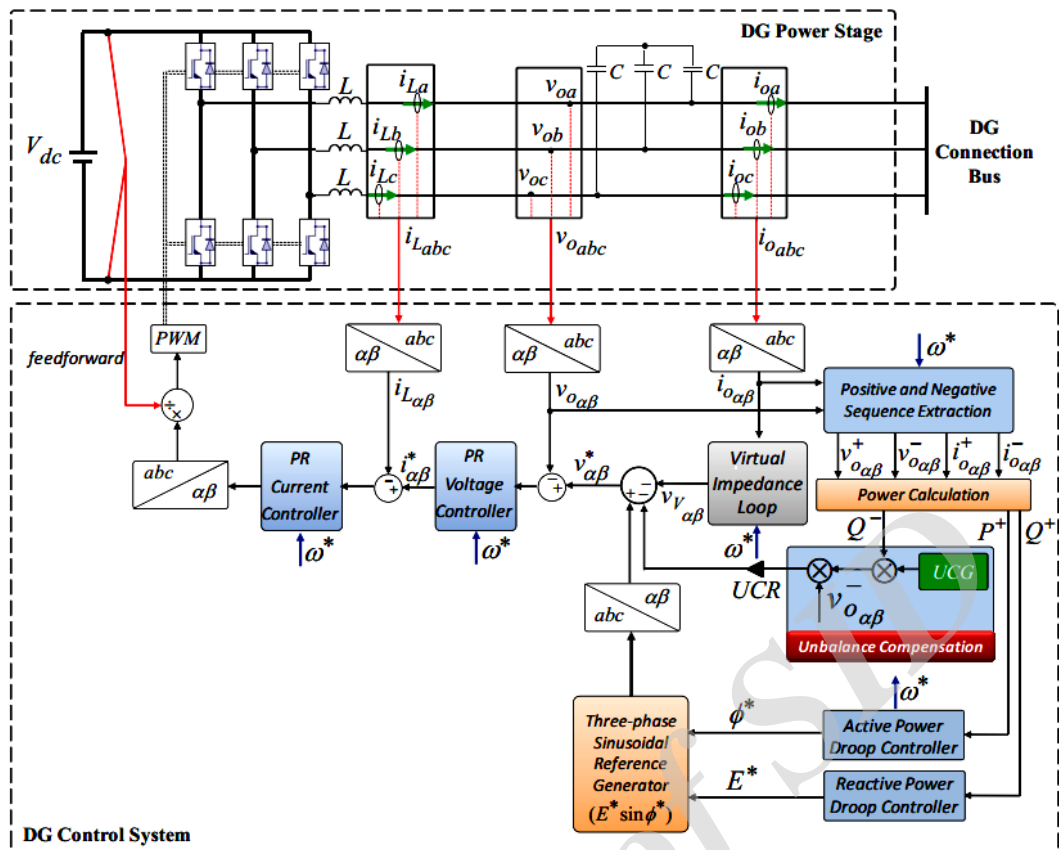 DG Power Stage
V_dc
L
L
L
i_La
i_Lb
i_Lc
v_oa
v_ob
v_oc
C
C
C
i_oa
i_ob
i_oc
DG
Connection
Bus
i_Labc
v_oabc
i_oabc
PWM
feedforward
÷
×
abc
αβ
abc
αβ
abc
αβ
i_Lαβ
v_oαβ
i_oαβ
ω*
Positive and Negative
Sequence Extraction
v⁺_oαβ
v⁻_oαβ
i⁺_oαβ
i⁻_oαβ
abc
αβ
PR
Current
Controller
ω*
- +
i*_αβ
PR
Voltage
Controller
ω*
- +
v*_αβ
+ - -
v_Vαβ
Virtual
Impedance
Loop
ω*
Power Calculation
Q⁻
P⁺
Q⁺
UCR
UCG
v⁻_oαβ
Unbalance Compensation
αβ
abc
ω*
Three-phase
Sinusoidal
Reference
Generator
(E* sinϕ*)
ϕ*
Active Power
Droop Controller
E*
Reactive Power
Droop Controller
DG Control System
of SID